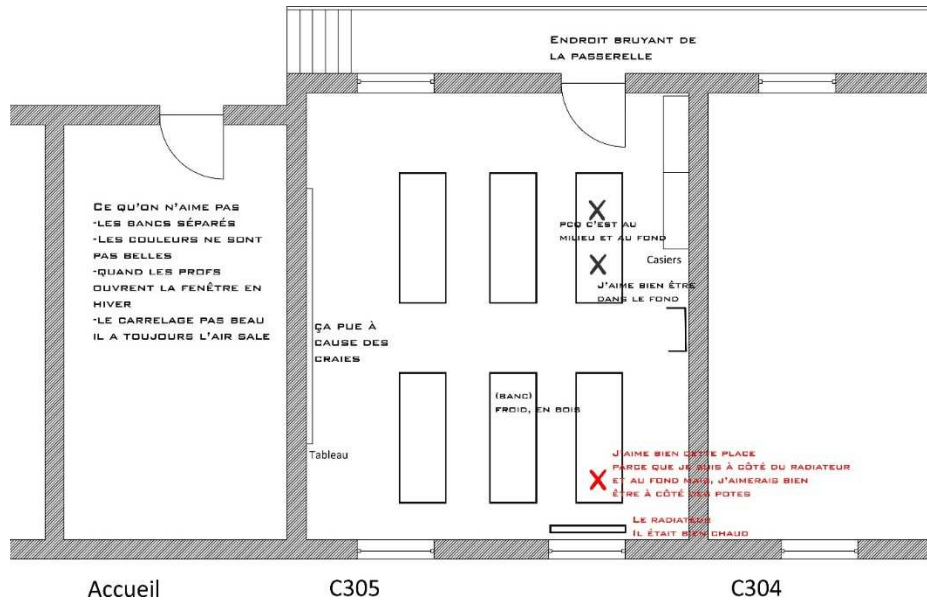 ENDROIT BRUYANT DE
LA PASSERELLE
CE QU'ON N'AIME PAS
-LES BANCS SÉPARÉS
-LES COULEURS NE SONT
PAS BELLES
-QUAND LES PROFS
OUVRENT LA FENÊTRE EN
HIVER
-LE CARRELAGE PAS BEAU
IL A TOUJOURS L'AIR SALE
ÇA PUE À
CAUSE DES
CRAIES
Tableau
PCQ C'EST AU
MILIEU ET AU FOND
Casiers
J'AIME BIEN ÊTRE
DANS LE FOND
(BANC)
FROID, EN BOIS
J'AIME BIEN CETTE PLACE
PARCE QUE JE SUIS À CÔTÉ DU RADIATEUR
ET AU FOND MAIS, J'AIMERAIS BIEN
ÊTRE À CÔTÉ DES POTES
LE RADIATEUR
IL ÉTAIT BIEN CHAUD
Accueil
C305
C304